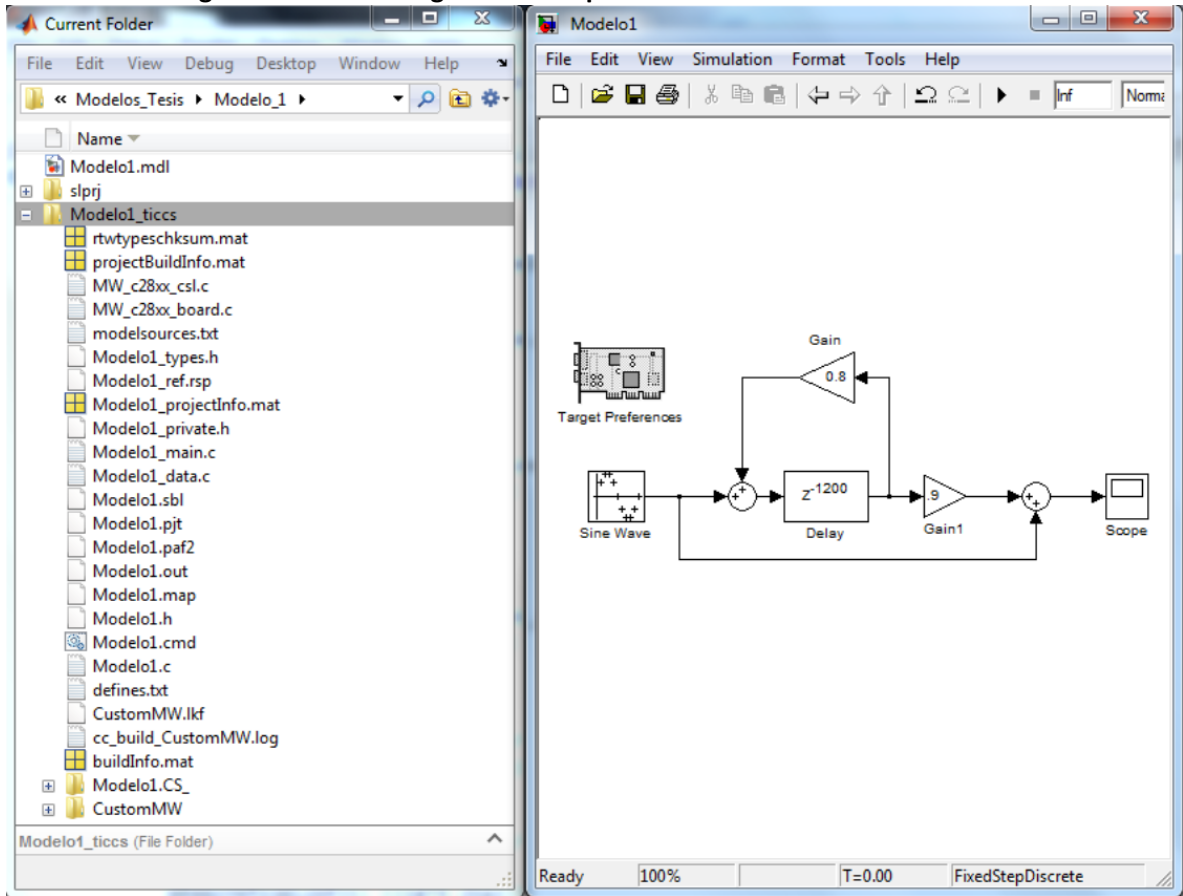 Current Folder
File Edit View Debug Desktop Window Help
« Modelos_Tesis Modelo_1
Name
Modelo1.mdl
slprj
Modelo1_ticcs
rtwtypeschksum.mat
projectBuildInfo.mat
MW_c28xx_csl.c
MW_c28xx_board.c
modelsources.txt
Modelo1_types.h
Modelo1_ref.rsp
Modelo1_projectInfo.mat
Modelo1_private.h
Modelo1_main.c
Modelo1_data.c
Modelo1.sbl
Modelo1.pjt
Modelo1.paf2
Modelo1.out
Modelo1.map
Modelo1.h
Modelo1.cmd
Modelo1.c
defines.txt
CustomMW.lkf
cc_build_CustomMW.log
buildInfo.mat
Modelo1.CS_
CustomMW
Modelo1_ticcs (File Folder)
Modelo1
File Edit View Simulation Format Tools Help
Inf Norma
Gain
0.8
Target Preferences
z-1200
.9
Sine Wave
Delay
Gain1
Scope
Ready 100% T=0.00 FixedStepDiscrete